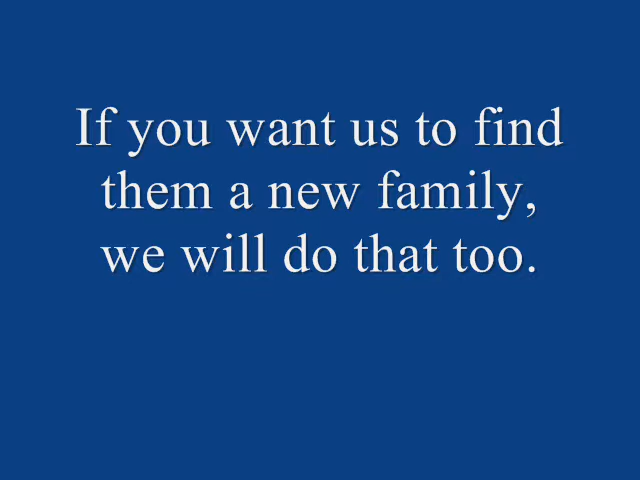 If you want us to find
them a new family,
we will do that too.